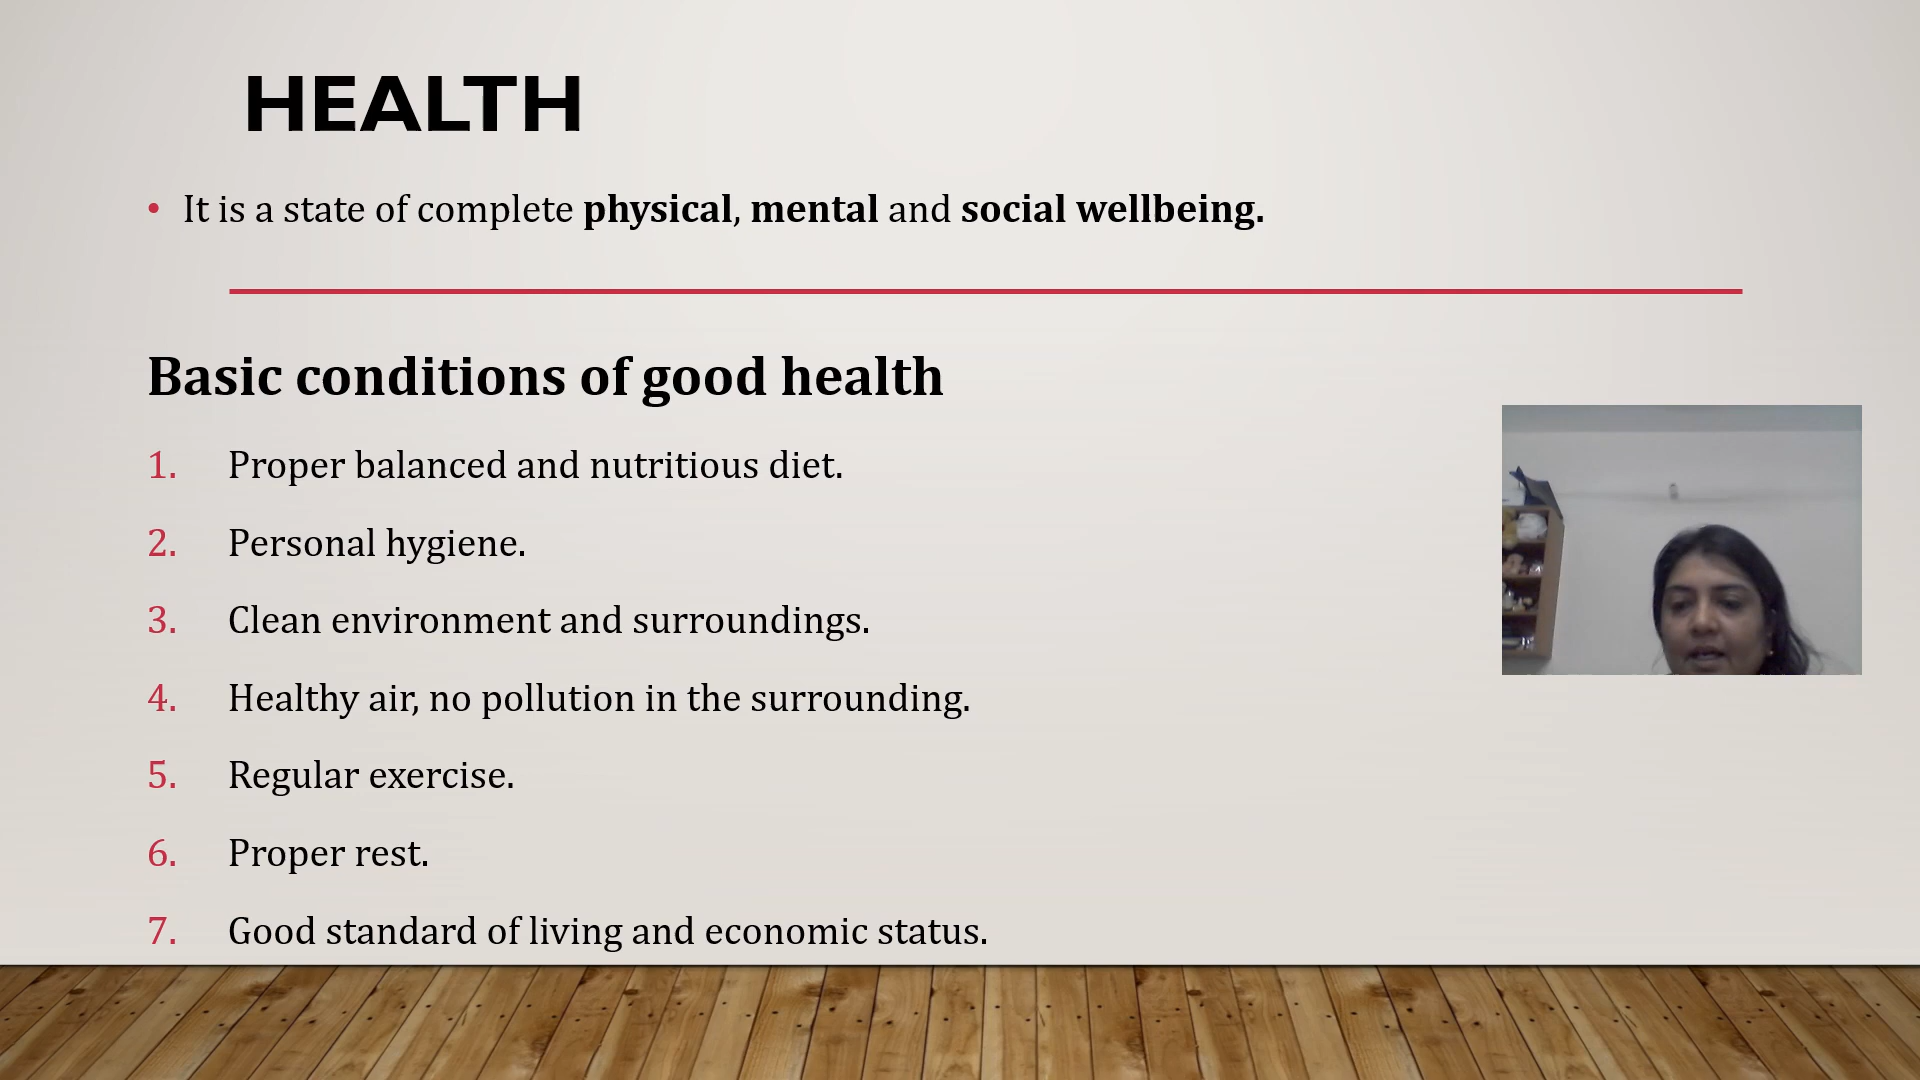 HEALTH
• It is a state of complete physical, mental and social wellbeing.
Basic conditions of good health
1. Proper balanced and nutritious diet.
2. Personal hygiene.
3. Clean environment and surroundings.
4. Healthy air, no pollution in the surrounding.
5. Regular exercise.
6. Proper rest.
7. Good standard of living and economic status.